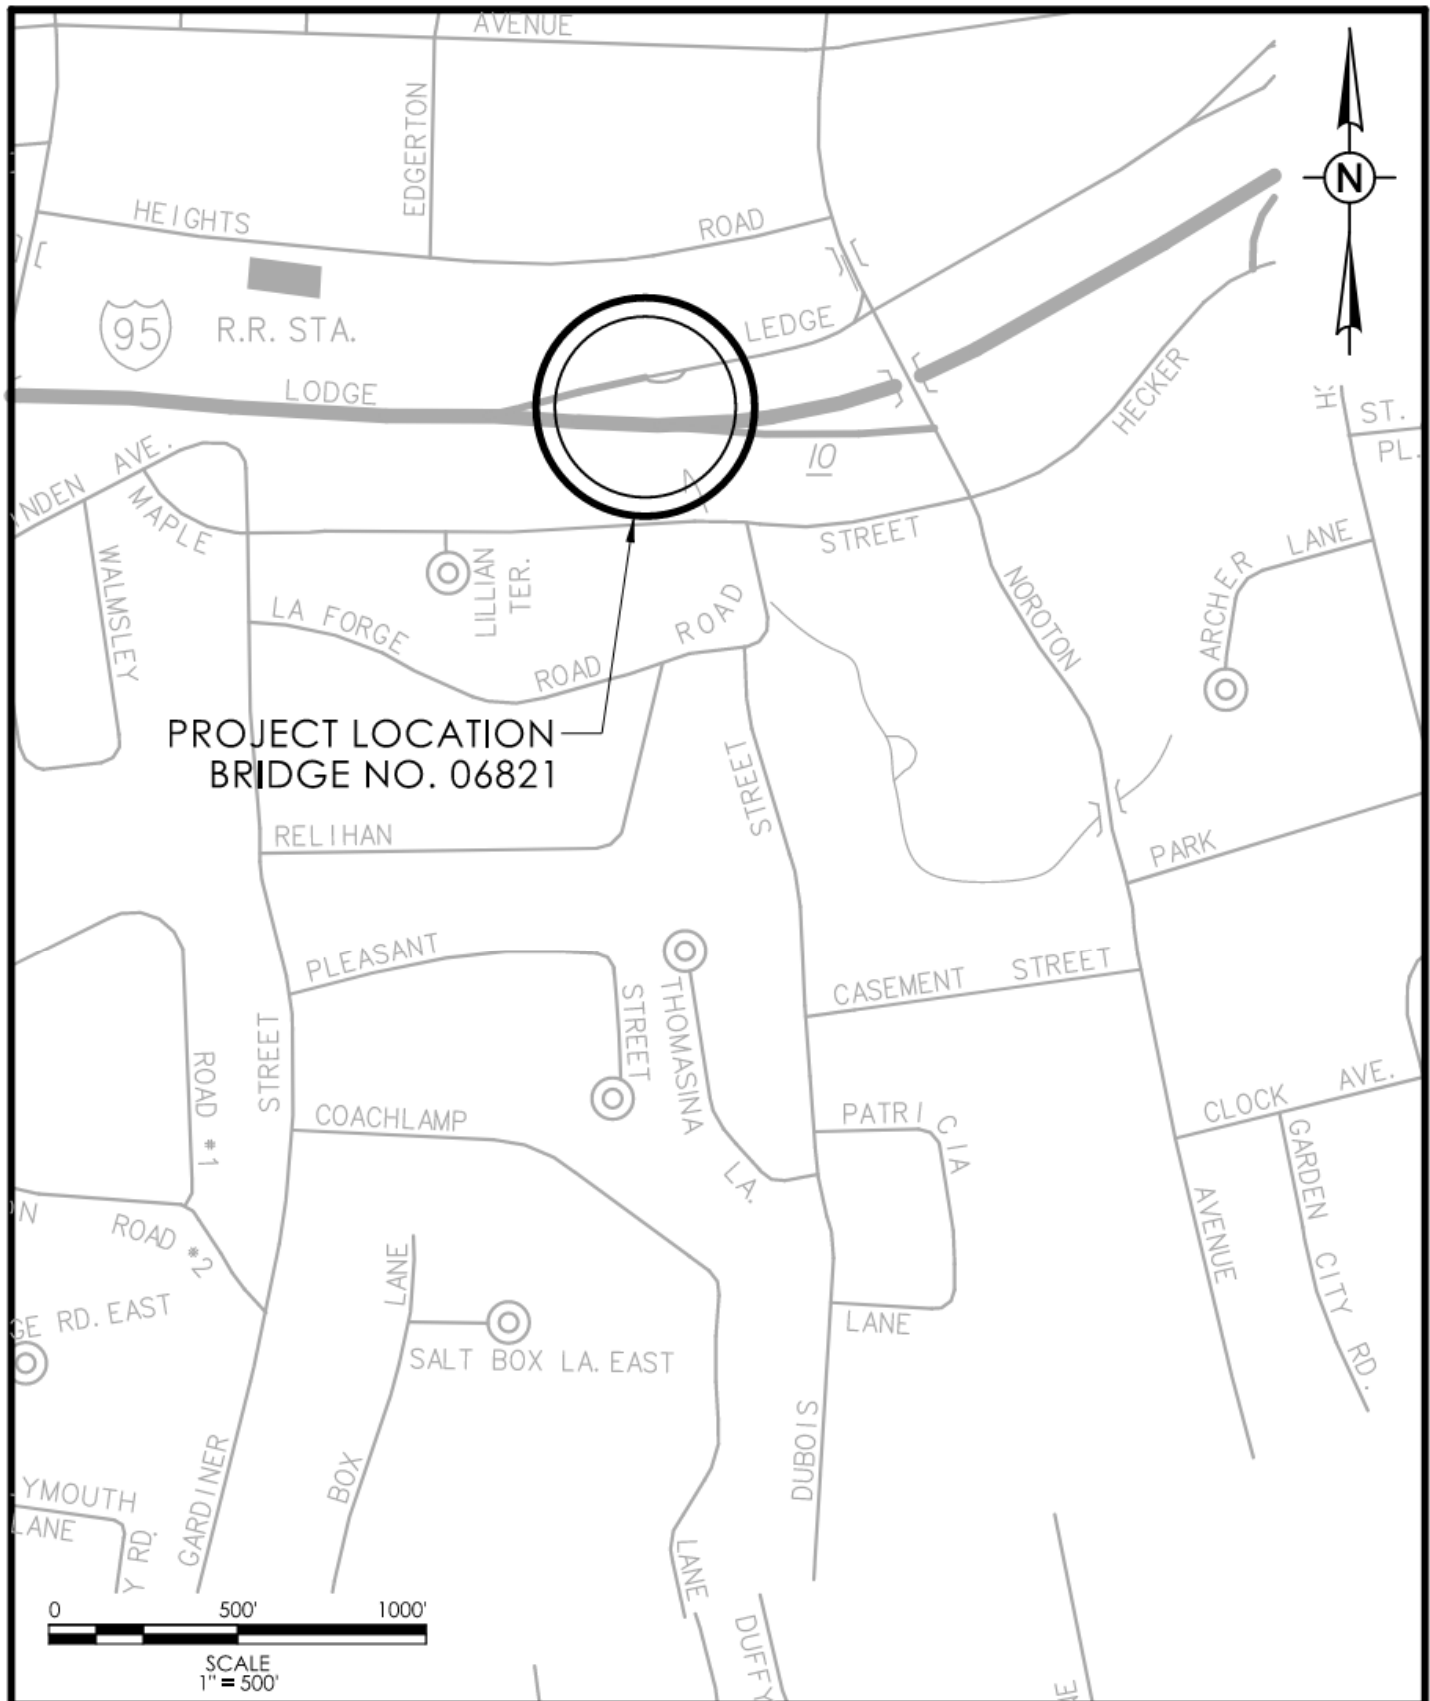 AVENUE
EDGERTON
HEIGHTS
ROAD
N
95
R.R. STA.
LEDGE
LODGE
10
HECKER
ST.
PL.
AVE.
MAPLE
WALMSLEY
LILLIAN
TER.
STREET
LA FORGE
ROAD
ROAD
NOROTON
ARCHER
LANE
PROJECT LOCATION
BRIDGE NO. 06821
STREET
RELIHAN
PARK
PLEASANT
STREET
THOMASINA
LA.
CASEMENT STREET
ROAD #1
STREET
COACHLAMP
PATRICIA
CLOCK AVE.
GARDEN CITY RD.
ROAD #2
LANE
AVENUE
RD. EAST
SALT BOX LA. EAST
LANE
DUBOIS
GARDINER
BOX
YMOUTH
LANE
Y RD.
LANE
DUFFY
0 500' 1000'
SCALE
1" = 500'